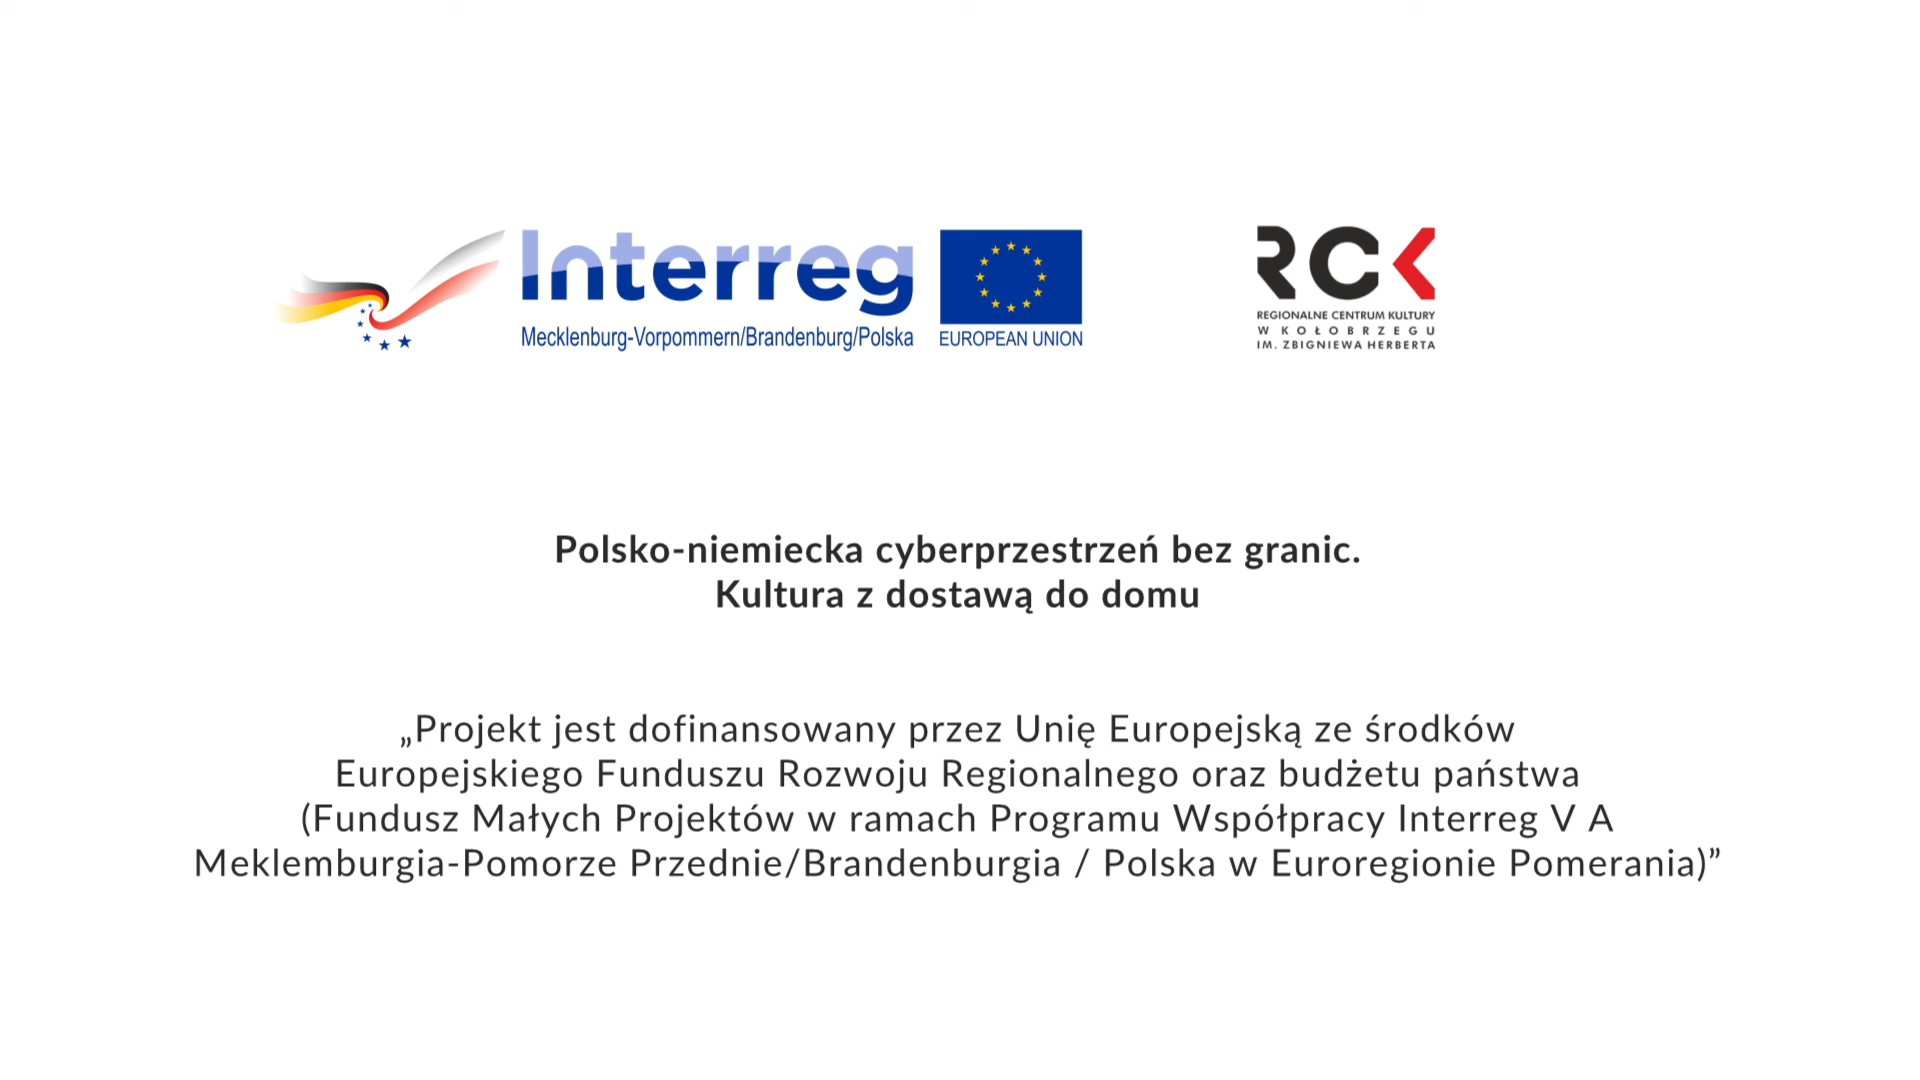 Interreg
Mecklenburg-Vorpommern/Brandenburg/Polska
EUROPEAN UNION
RCK
REGIONALNE CENTRUM KULTURY
W KOŁOBRZEGU
IM. ZBIGNIEWA HERBERTA
Polsko-niemiecka cyberprzestrzeń bez granic.
Kultura z dostawą do domu
„Projekt jest dofinansowany przez Unię Europejską ze środków
Europejskiego Funduszu Rozwoju Regionalnego oraz budżetu państwa
(Fundusz Małych Projektów w ramach Programu Współpracy Interreg V A
Meklemburgia-Pomorze Przednie/Brandenburgia / Polska w Euroregionie Pomerania)”